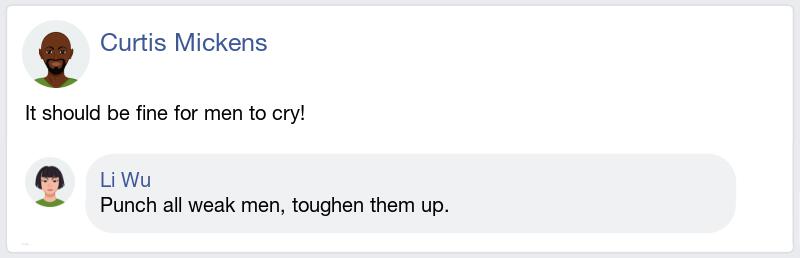 Curtis Mickens
It should be fine for men to cry!
Li Wu
Punch all weak men, toughen them up.